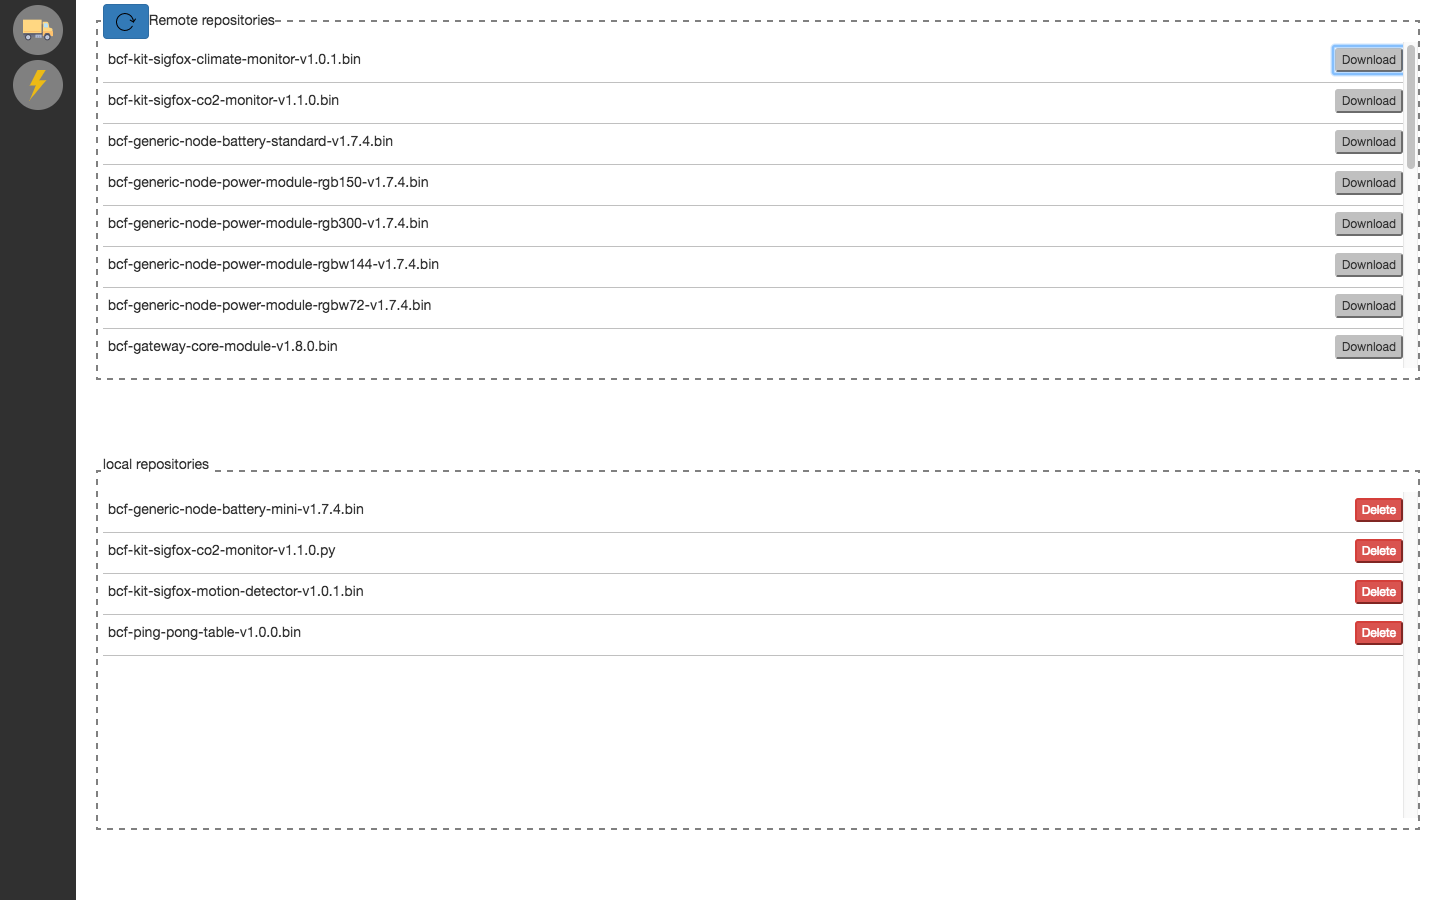 Remote repositories
bcf-kit-sigfox-climate-monitor-v1.0.1.bin Download
bcf-kit-sigfox-co2-monitor-v1.1.0.bin Download
bcf-generic-node-battery-standard-v1.7.4.bin Download
bcf-generic-node-power-module-rgb150-v1.7.4.bin Download
bcf-generic-node-power-module-rgb300-v1.7.4.bin Download
bcf-generic-node-power-module-rgbw144-v1.7.4.bin Download
bcf-generic-node-power-module-rgbw72-v1.7.4.bin Download
bcf-gateway-core-module-v1.8.0.bin Download
local repositories
bcf-generic-node-battery-mini-v1.7.4.bin Delete
bcf-kit-sigfox-co2-monitor-v1.1.0.py Delete
bcf-kit-sigfox-motion-detector-v1.0.1.bin Delete
bcf-ping-pong-table-v1.0.0.bin Delete